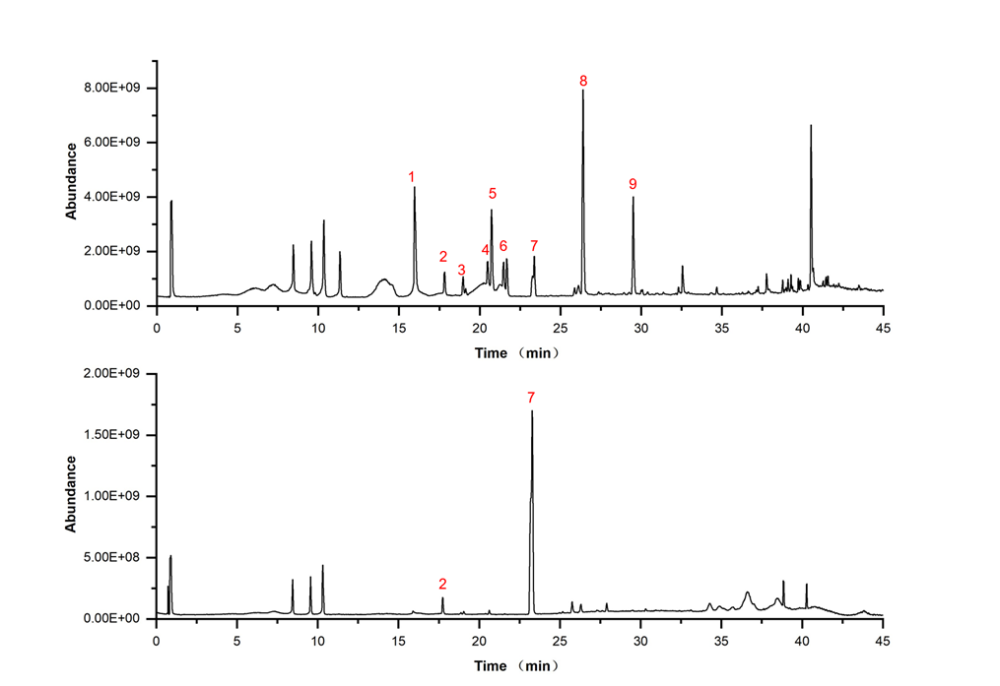 8
8.00E+09
6.00E+09
1
9
5
4.00E+09
Abundance
2 3 4 6 7
2.00E+09
0.00E+00
0 5 10 15 20 25 30 35 40 45
Time （min）
2.00E+09
7
1.50E+09
1.00E+09
Abundance
5.00E+08
2
0.00E+00
0 5 10 15 20 25 30 35 40 45
Time （min）